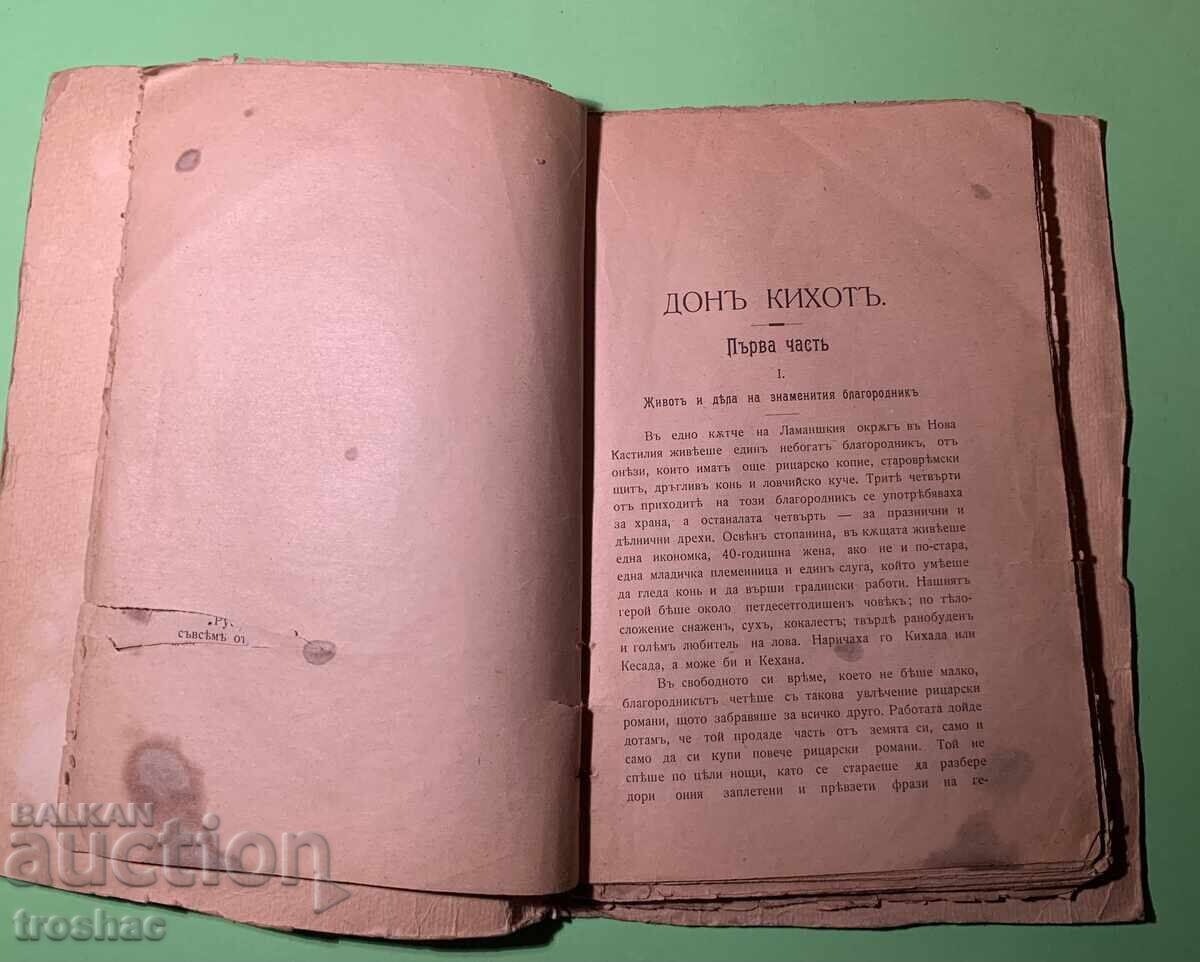 „Ру
съвсѣмъ от
ДОНЪ КИХОТЪ.
Първа часть
I.
Животъ и дѣла на знаменития благородникъ
Въ едно кѫтче на Ламаншкия окрѫгъ въ Нова
Кастилия живѣеше единъ небогатъ благородникъ, отъ
онѣзи, които иматъ още рицарско копие, староврѣмски
щитъ, дръгливъ конь и ловчийско куче. Тритѣ четвърти
отъ приходитѣ на този благородникъ се употрѣбяваха
за храна, а останалата четвърть — за празнични и
дѣлнични дрехи. Освѣнъ стопанина, въ кѫщата живѣеше
една икономка, 40-годишна жена, ако не и по-стара,
една младичка племенница и единъ слуга, който умѣеше
да гледа конь и да върши градински работи. Нашиятъ
герой бѣше около петдесетгодишенъ човѣкъ; по тѣло-
сложение снаженъ, сухъ, кокалестъ; твърдѣ ранобуденъ
и голѣмъ любитель на лова. Наричаха го Кихада или
Кесада, а може би и Кехана.
Въ свободното си врѣме, което не бѣше малко,
благородникътъ четѣше съ такова увлѣчение рицарски
романи, щото забравяше за всичко друго. Работата дойде
дотамъ, че той продаде часть отъ земята си, само и
само да си купи повече рицарски романи. Той не
спѣше по цѣли нощи, като се стараеше да разбере
дори ония заплетени и прѣвзети фрази на ге-
BALKAN
auction
troshac